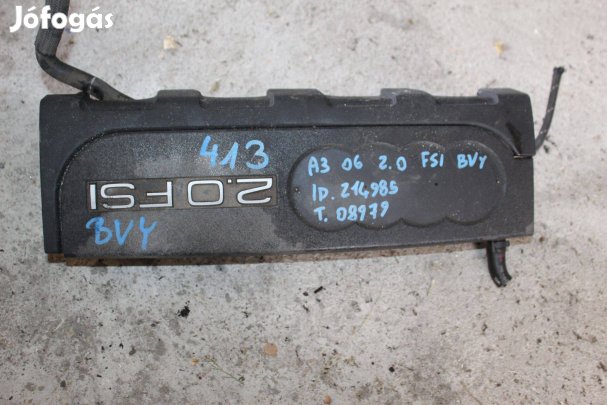 Jófogás
413
2.0 FSI
BVY
A3 06 2.0 FSI BVY
ID. 214985
T. 08979